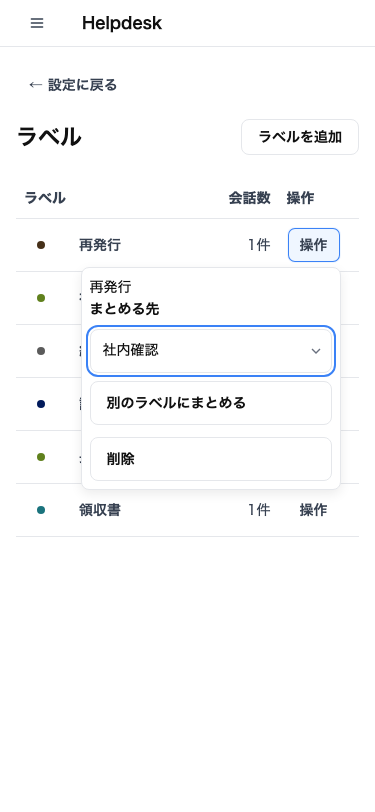 Helpdesk
← 設定に戻る
ラベル
ラベルを追加
ラベル 会話数 操作
再発行 1件 操作
再発行
まとめる先
社内確認
別のラベルにまとめる
削除
領収書 1件 操作